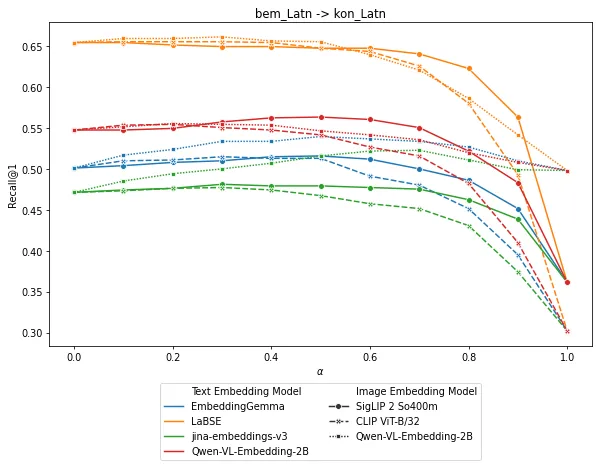 bem_Latn -> kon_Latn
Recall@1
0.65
0.60
0.55
0.50
0.45
0.40
0.35
0.30
0.0 0.2 0.4 0.6 0.8 1.0
α
Text Embedding Model Image Embedding Model
EmbeddingGemma SigLIP 2 So400m
LaBSE CLIP ViT-B/32
jina-embeddings-v3 Qwen-VL-Embedding-2B
Qwen-VL-Embedding-2B